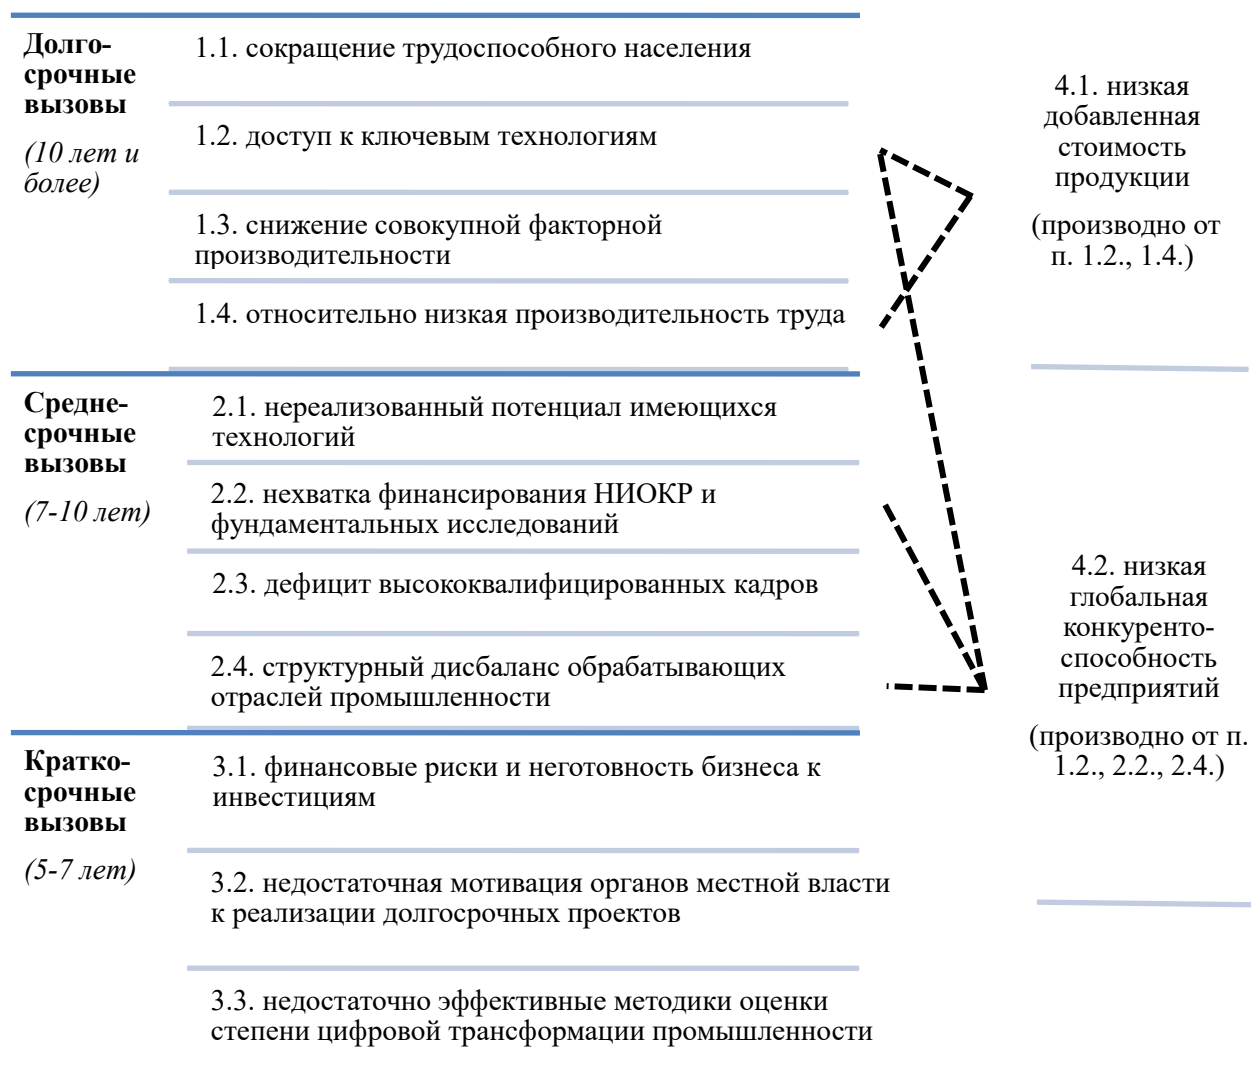 Долго-
срочные
вызовы
(10 лет и
более)
1.1. сокращение трудоспособного населения
1.2. доступ к ключевым технологиям
1.3. снижение совокупной факторной
производительности
1.4. относительно низкая производительность труда
Средне-
срочные
вызовы
(7-10 лет)
2.1. нереализованный потенциал имеющихся
технологий
2.2. нехватка финансирования НИОКР и
фундаментальных исследований
2.3. дефицит высококвалифицированных кадров
2.4. структурный дисбаланс обрабатывающих
отраслей промышленности
Кратко-
срочные
вызовы
(5-7 лет)
3.1. финансовые риски и неготовность бизнеса к
инвестициям
3.2. недостаточная мотивация органов местной власти
к реализации долгосрочных проектов
3.3. недостаточно эффективные методики оценки
степени цифровой трансформации промышленности
4.1. низкая
добавленная
стоимость
продукции
(производно от
п. 1.2., 1.4.)
4.2. низкая
глобальная
конкуренто-
способность
предприятий
(производно от п.
1.2., 2.2., 2.4.)